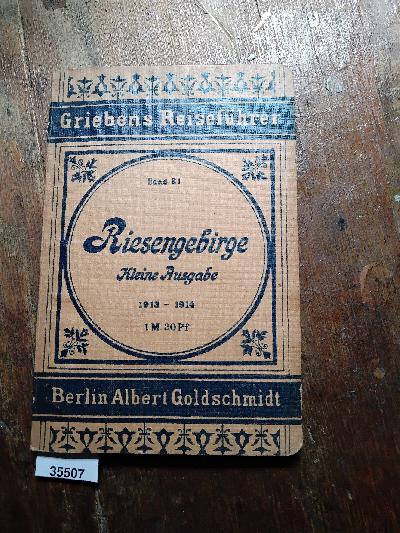 Griebens Reiseführer
Band 81
Riesengebirge
Kleine Ausgabe
1913 - 1914
1 M. 20 Pf
Berlin Albert Goldschmidt
35507